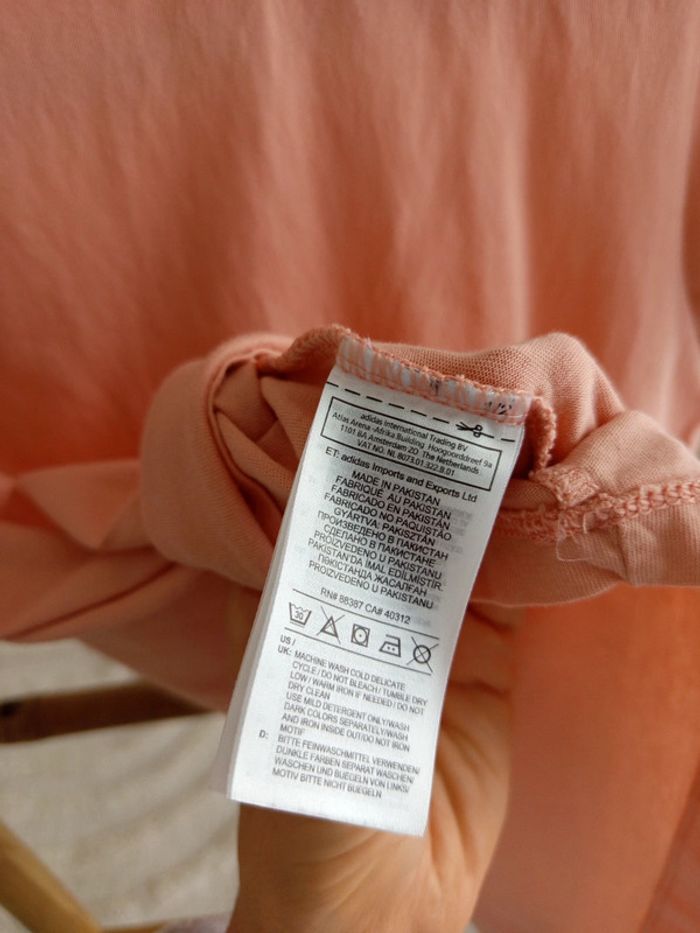 adidas International Trading BV
Atlas Arena -Afrika Building Hoogoorddreef 9a
1101 BA Amsterdam ZO The Netherlands
VAT NO. NL 8073.01.322.B.01
ET: adidas Imports and Exports Ltd
MADE IN PAKISTAN
FABRIQUE AU PAKISTAN
FABRICADO EN PAKISTÁN
FABRICADO NO PAQUISTÃO
GYÁRTVA: PAKISZTÁN
ПРОИЗВЕДЕНО В ПАКИСТАН
СДЕЛАНО В ПАКИСТАНЕ
PROIZVEDENO U PAKISTANU
PAKISTAN'DA İMAL EDİLMİŞTİR
ПӘКІСТАНДА ЖАСАЛҒАН
PROIZVEDENO U PAKISTANU
RN# 88387 CA# 40312
30
US /
UK: MACHINE WASH COLD DELICATE
CYCLE / DO NOT BLEACH / TUMBLE DRY
LOW / WARM IRON IF NEEDED / DO NOT
DRY CLEAN
USE MILD DETERGENT ONLY/WASH
DARK COLORS SEPARATELY/WASH
AND IRON INSIDE OUT/DO NOT IRON
MOTIF
D: BITTE FEINWASCHMITTEL VERWENDEN/
DUNKLE FARBEN SEPARAT WASCHEN/
WASCHEN UND BUEGELN VON LINKS/
MOTIV BITTE NICHT BUEGELN